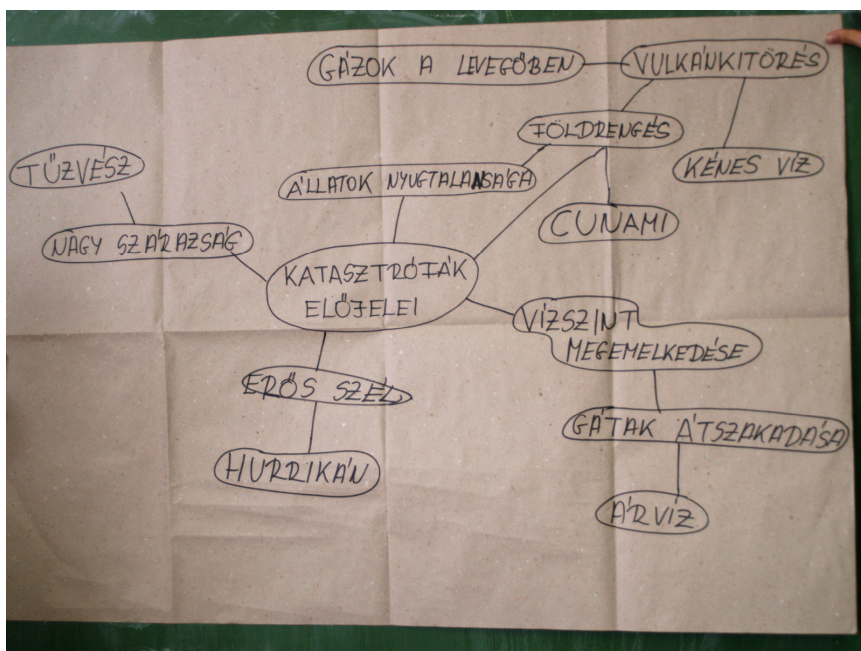 GÁZOK A LEVEGŐBEN
VULKÁNKITÖRÉS
FÖLDRENGÉS
TŰZVÉSZ
KÉNES VÍZ
ÁLLATOK NYUGTALANSÁGA
CUNAMI
NAGY SZÁRAZSÁG
KATASZTRÓFÁK
ELŐJELEI
VÍZSZINT
MEGEMELKEDÉSE
ERŐS SZÉL
GÁTAK ÁTSZAKADÁSA
HURRIKÁN
ÁRVÍZ